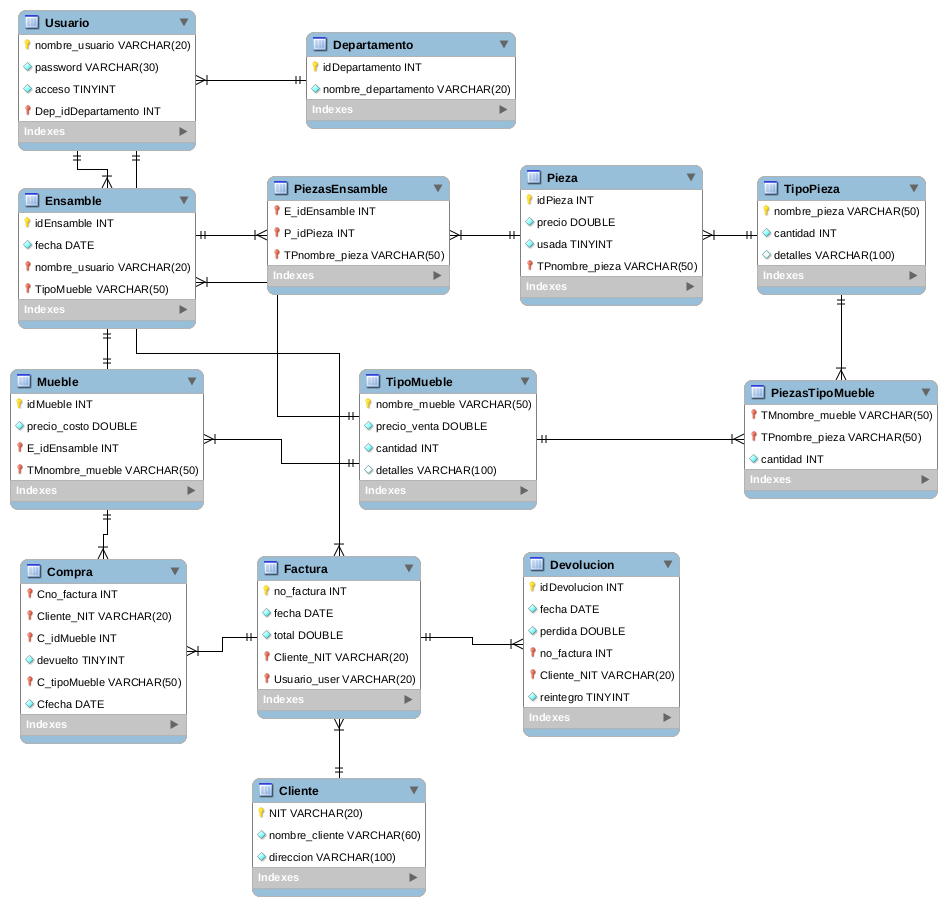 Usuario
nombre_usuario VARCHAR(20)
password VARCHAR(30)
acceso TINYINT
Dep_idDepartamento INT
Indexes
Departamento
idDepartamento INT
nombre_departamento VARCHAR(20)
Indexes
Ensamble
idEnsamble INT
fecha DATE
nombre_usuario VARCHAR(20)
TipoMueble VARCHAR(50)
Indexes
PiezasEnsamble
E_idEnsamble INT
P_idPieza INT
TPnombre_pieza VARCHAR(50)
Indexes
Pieza
idPieza INT
precio DOUBLE
usada TINYINT
TPnombre_pieza VARCHAR(50)
Indexes
TipoPieza
nombre_pieza VARCHAR(50)
cantidad INT
detalles VARCHAR(100)
Indexes
Mueble
idMueble INT
precio_costo DOUBLE
E_idEnsamble INT
TMnombre_mueble VARCHAR(50)
Indexes
TipoMueble
nombre_mueble VARCHAR(50)
precio_venta DOUBLE
cantidad INT
detalles VARCHAR(100)
Indexes
PiezasTipoMueble
TMnombre_mueble VARCHAR(50)
TPnombre_pieza VARCHAR(50)
cantidad INT
Indexes
Compra
Cno_factura INT
Cliente_NIT VARCHAR(20)
C_idMueble INT
devuelto TINYINT
C_tipoMueble VARCHAR(50)
Cfecha DATE
Indexes
Factura
no_factura INT
fecha DATE
total DOUBLE
Cliente_NIT VARCHAR(20)
Usuario_user VARCHAR(20)
Indexes
Devolucion
idDevolucion INT
fecha DATE
perdida DOUBLE
no_factura INT
Cliente_NIT VARCHAR(20)
reintegro TINYINT
Indexes
Cliente
NIT VARCHAR(20)
nombre_cliente VARCHAR(60)
direccion VARCHAR(100)
Indexes